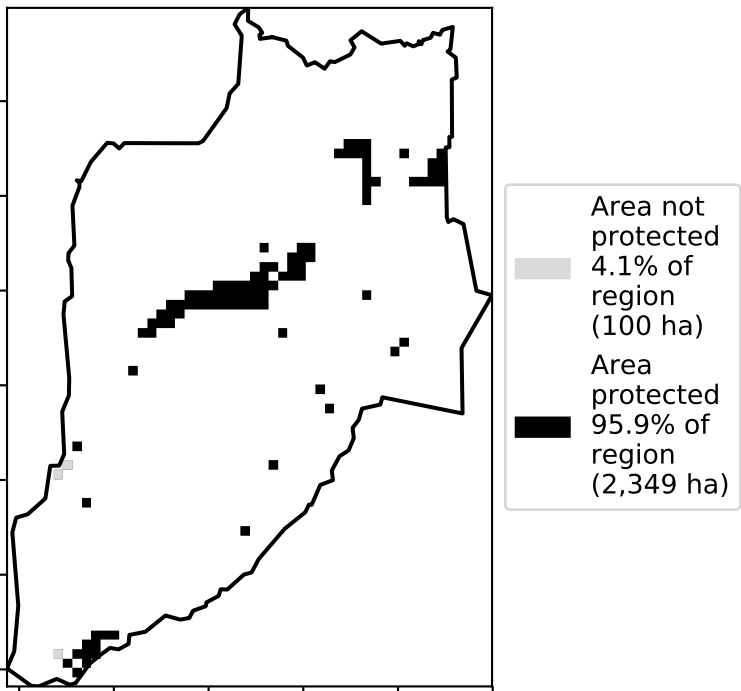 Area not
protected
4.1% of
region
(100 ha)
Area
protected
95.9% of
region
(2,349 ha)